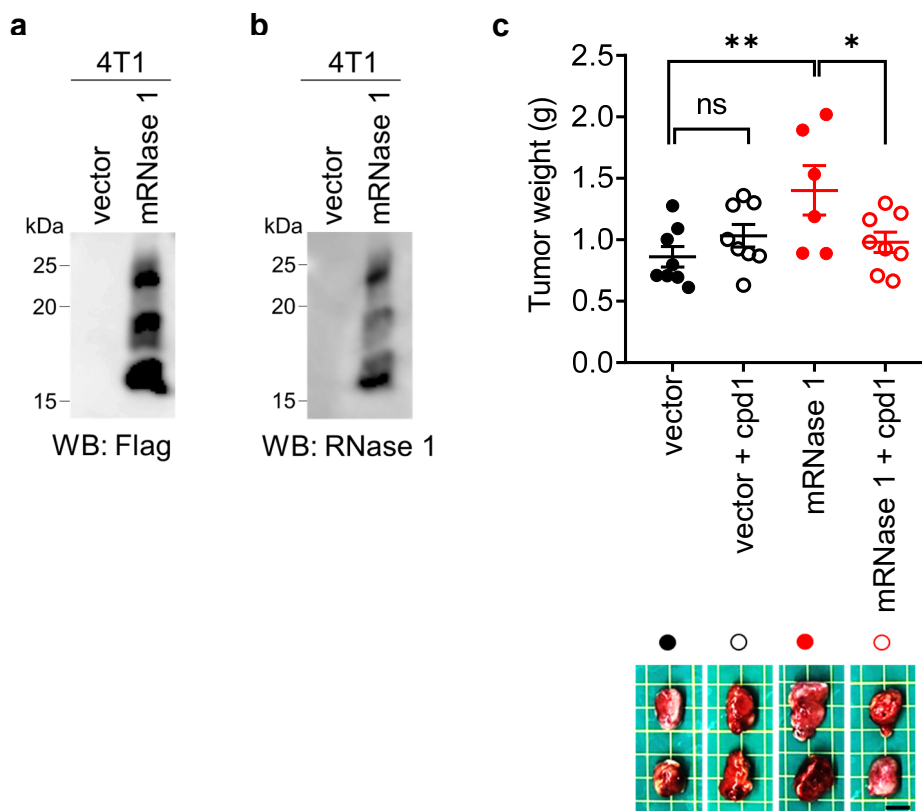 a
4T1
vector
mRNase 1
kDa
25
20
15
WB: Flag
b
4T1
vector
mRNase 1
25
20
15
WB: RNase 1
c
** *
ns
Tumor weight (g)
2.5
2.0
1.5
1.0
0.5
0.0
vector
vector + cpd1
mRNase 1
mRNase 1 + cpd1